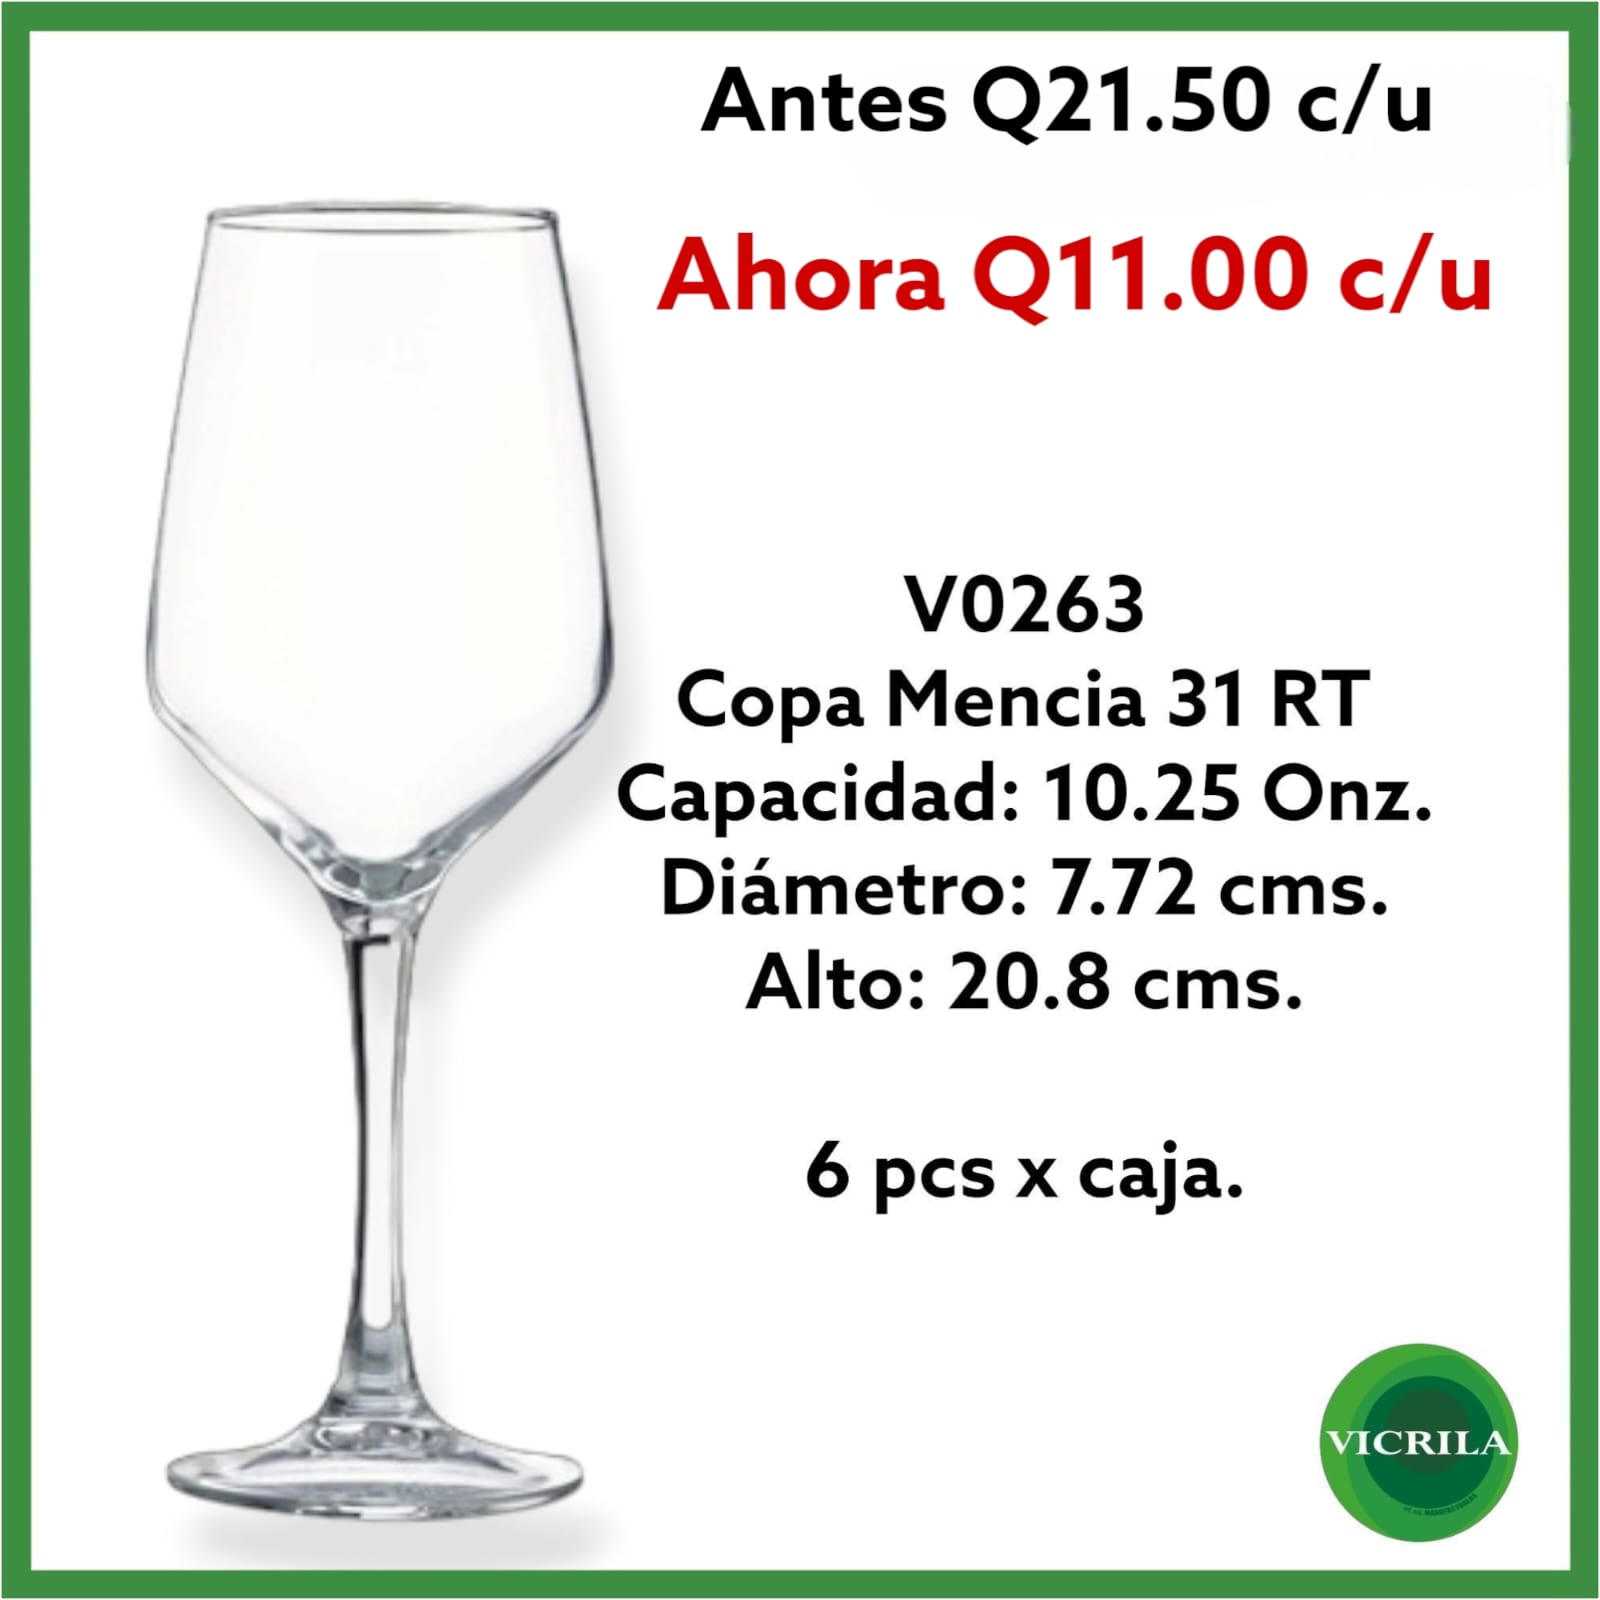 Antes Q21.50 c/u
Ahora Q11.00 c/u
V0263
Copa Mencia 31 RT
Capacidad: 10.25 Onz.
Diámetro: 7.72 cms.
Alto: 20.8 cms.
6 pcs x caja.
VICRILA